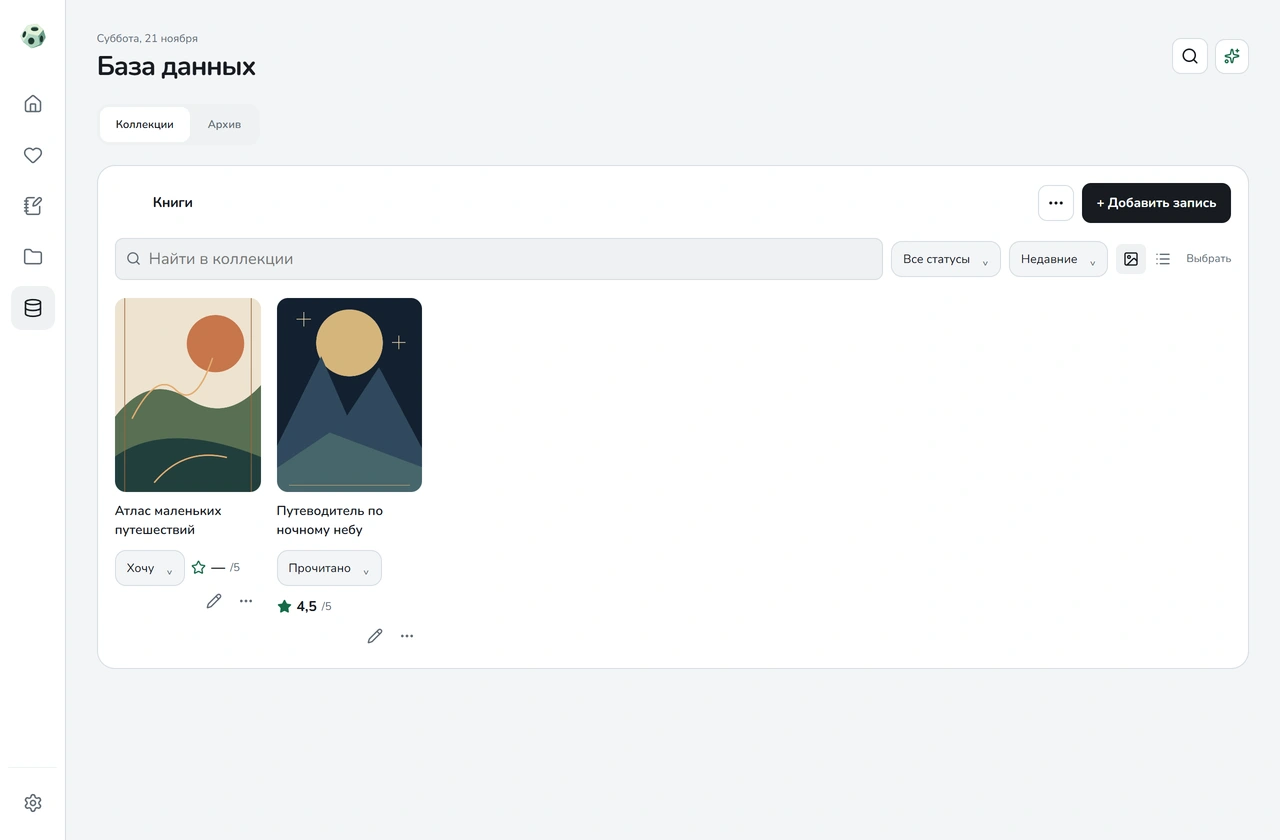 Суббота, 21 ноября
База данных
Коллекции
Архив
Книги
+ Добавить запись
Найти в коллекции
Все статусы
Недавние
Выбрать
Атлас маленьких
путешествий
Хочу
— /5
Путеводитель по
ночному небу
Прочитано
4,5 /5